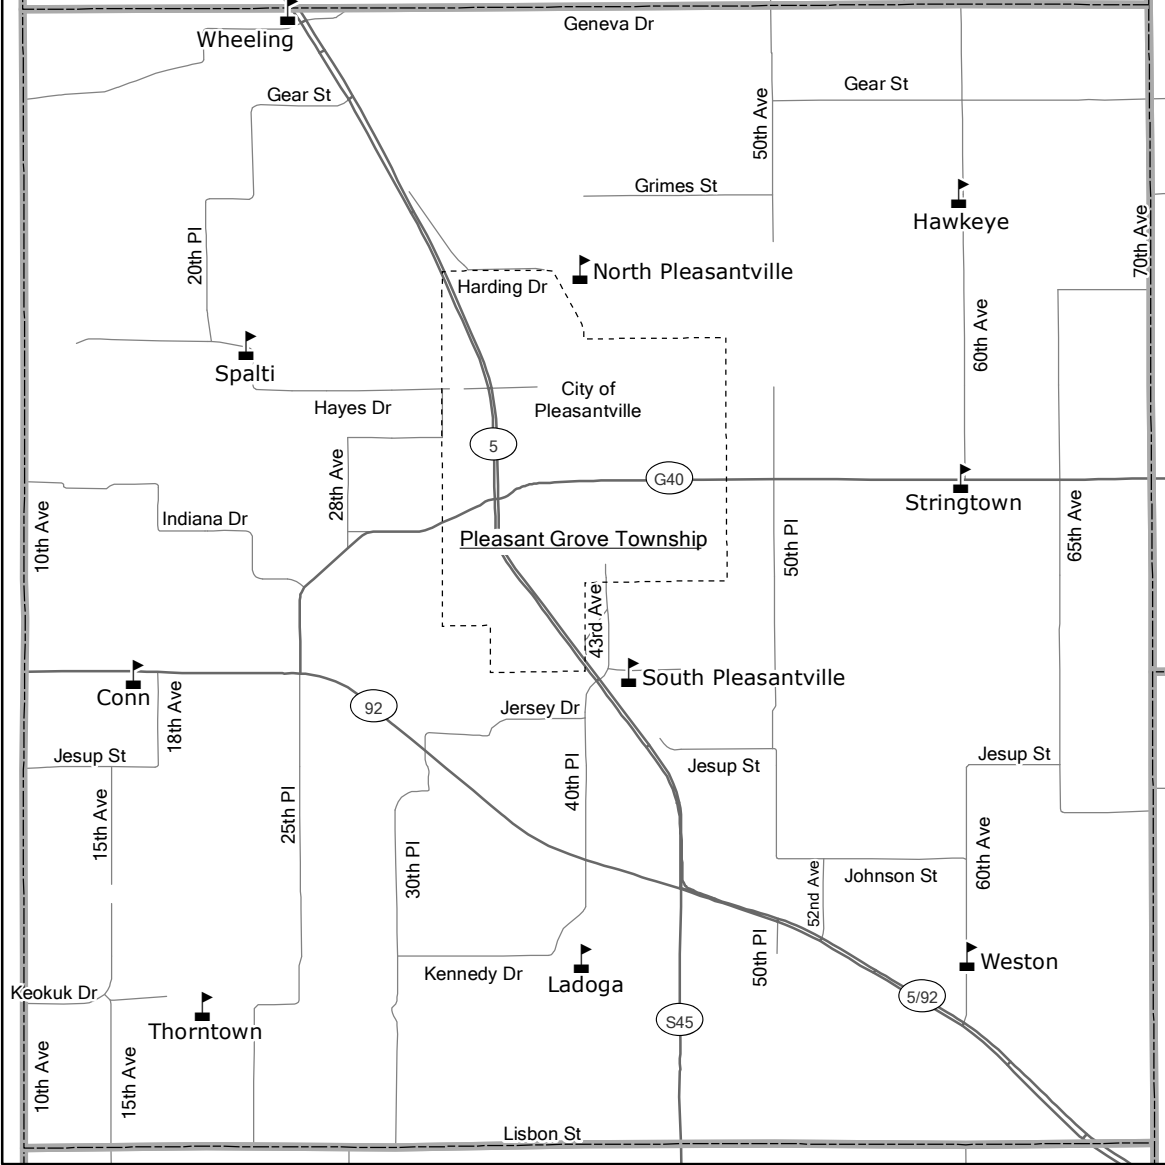 Geneva Dr
Wheeling
Gear St
Gear St
50th Ave
Grimes St
Hawkeye
70th Ave
20th Pl
North Pleasantville
Harding Dr
60th Ave
Spalti
City of
Pleasantville
Hayes Dr
5
28th Ave
G40
Stringtown
10th Ave
Indiana Dr
Pleasant Grove Township
50th Pl
65th Ave
43rd Ave
South Pleasantville
Conn
18th Ave
92
Jersey Dr
Jesup St
Jesup St
Jesup St
15th Ave
25th Pl
40th Pl
30th Pl
Johnson St
60th Ave
52nd Ave
50th Pl
Weston
Kennedy Dr
Ladoga
Keokuk Dr
5/92
Thorntown
S45
10th Ave
15th Ave
Lisbon St